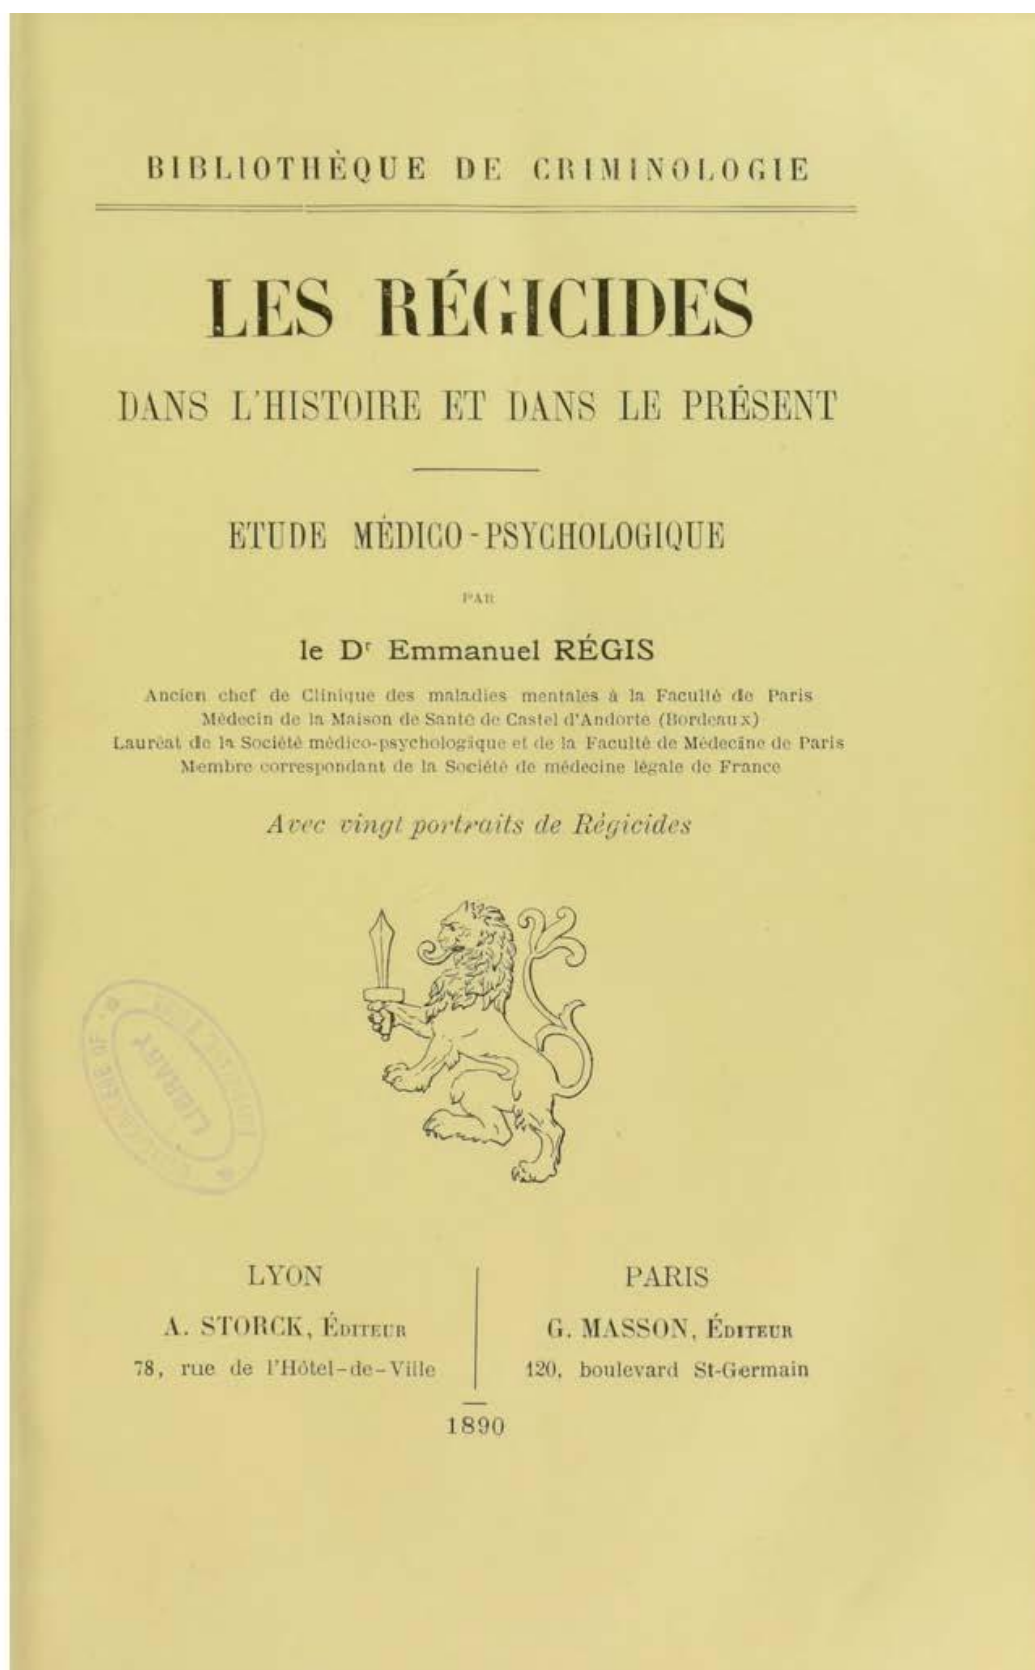 BIBLIOTHÈQUE DE CRIMINOLOGIE
LES RÉGICIDES
DANS L'HISTOIRE ET DANS LE PRÉSENT
ETUDE MÉDICO-PSYCHOLOGIQUE
PAR
le Dr Emmanuel RÉGIS
Ancien chef de Clinique des maladies mentales à la Faculté de Paris
Médecin de la Maison de Santé de Castel d'Andorte (Bordeaux)
Lauréat de la Société médico-psychologique et de la Faculté de Médecine de Paris
Membre correspondant de la Société de médecine légale de France
Avec vingt portraits de Régicides
LIBRARY
LYON
A. STORCK, ÉDITEUR
78, rue de l'Hôtel-de-Ville
PARIS
G. MASSON, ÉDITEUR
120, boulevard St-Germain
1890